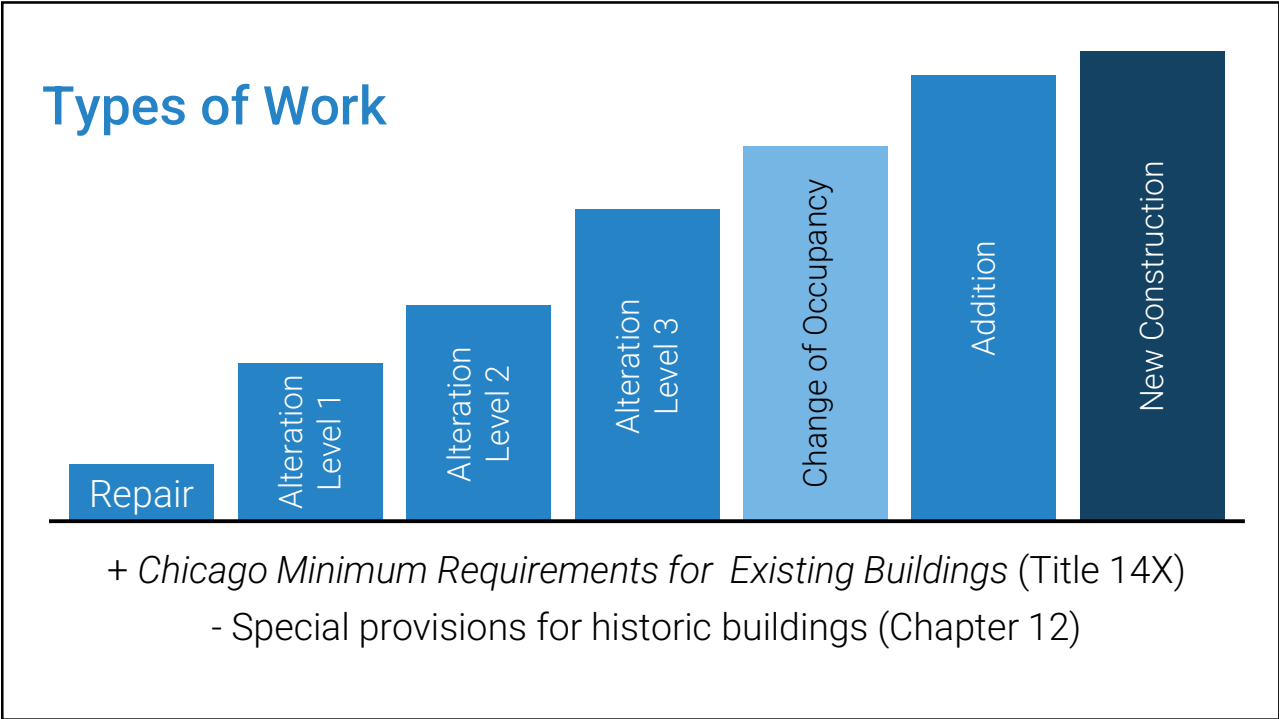 Types of Work
Repair
Alteration
Level 1
Alteration
Level 2
Alteration
Level 3
Change of Occupancy
Addition
New Construction
+ Chicago Minimum Requirements for Existing Buildings (Title 14X)
- Special provisions for historic buildings (Chapter 12)